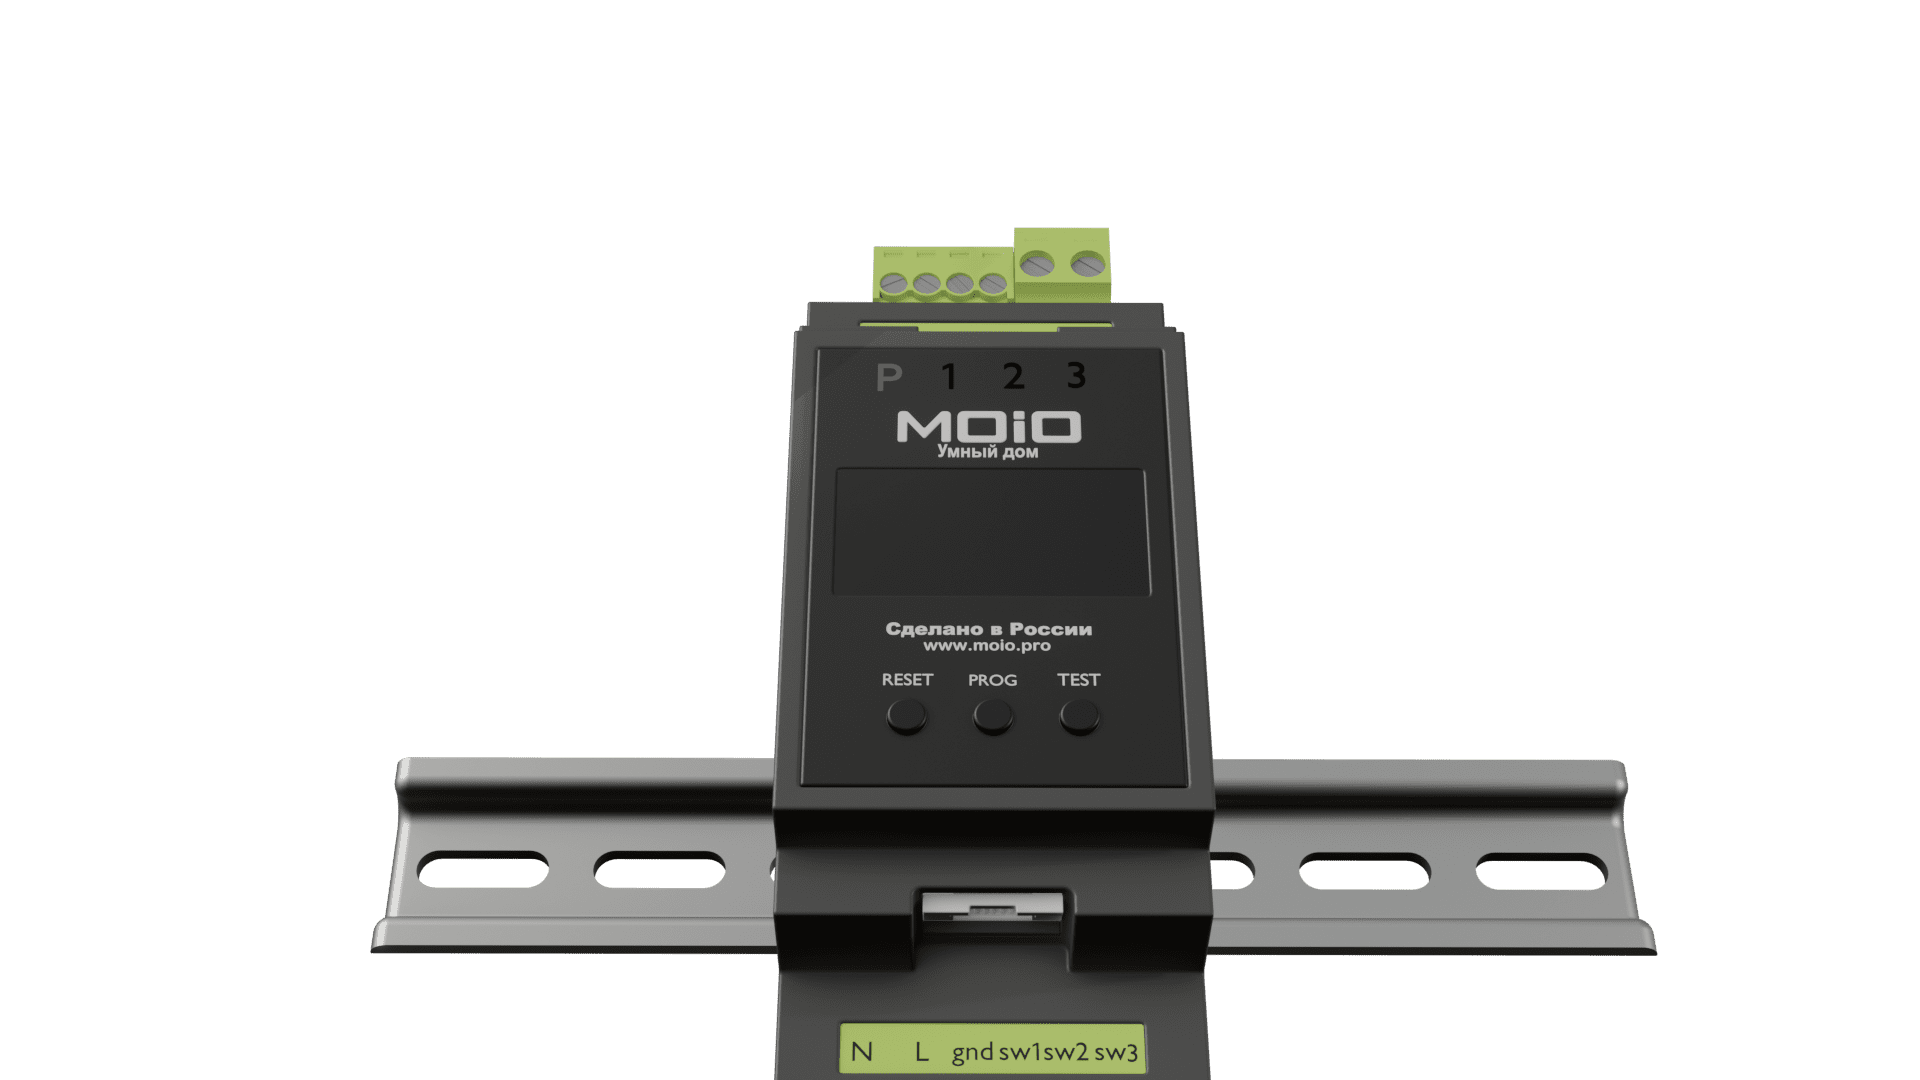 P 1 2 3
MOiO
Умный дом
Сделано в России
www.moio.pro
RESET PROG TEST
N L gnd sw1 sw2 sw3